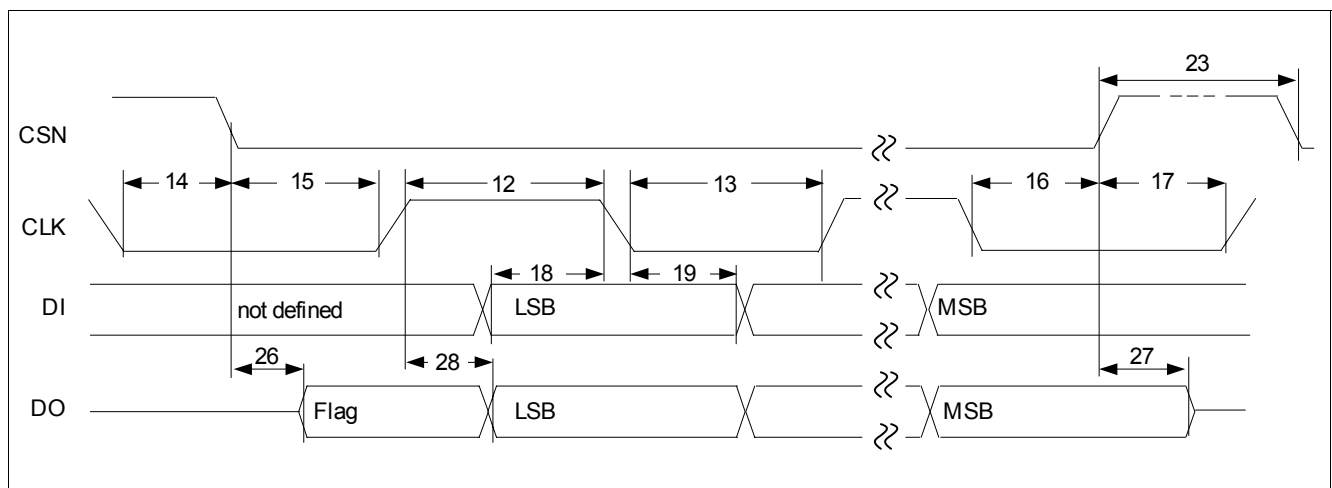 23
CSN
14 15 12 13 16 17
CLK
18 19
DI not defined LSB MSB
26 28 27
DO Flag LSB MSB